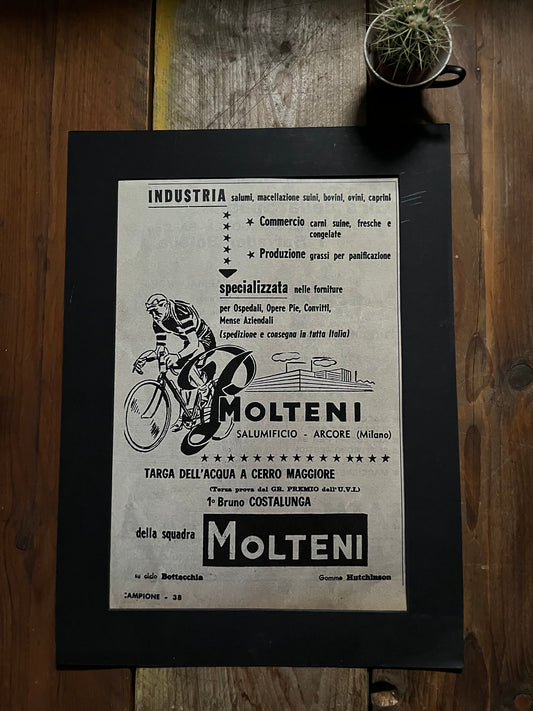 INDUSTRIA salumi, macellazione suini, bovini, ovini, caprini
★ Commercio carni suine, fresche e
congelate
★ Produzione grassi per panificazione
specializzata nelle forniture
per Ospedali, Opere Pie, Convitti,
Mense Aziendali
(spedizione e consegna in tutta Italia)
MOLTENI
SALUMIFICIO - ARCORE (Milano)
TARGA DELL'ACQUA A CERRO MAGGIORE
(Terza prova del GR. PREMIO dell'U.V.I.)
1º Bruno COSTALUNGA
della squadra MOLTENI
su ciclo Bottecchia Gomme Hutchinson
CAMPIONE - 38